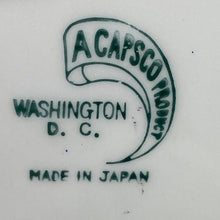 A CAPSCO PRODUCT
WASHINGTON
D. C.
MADE IN JAPAN